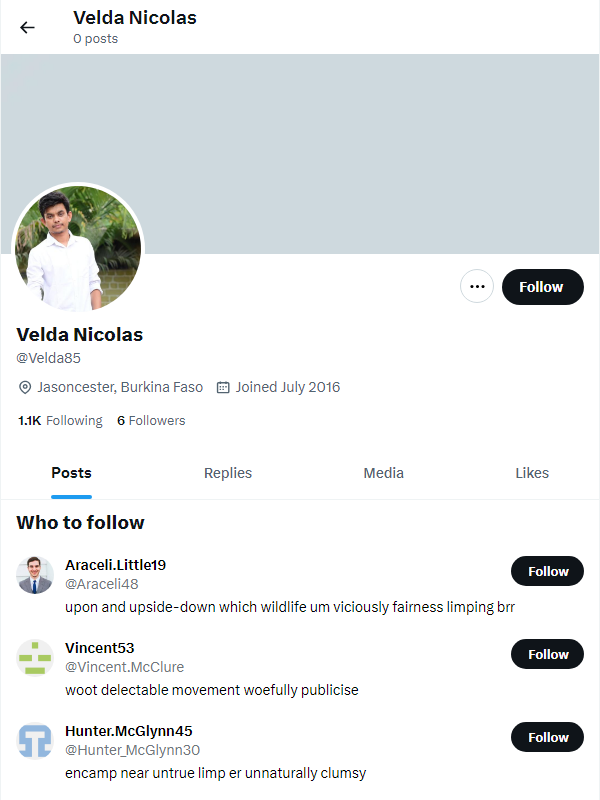 Velda Nicolas
0 posts
Follow
Velda Nicolas
@Velda85
Jasoncester, Burkina Faso Joined July 2016
1.1K Following 6 Followers
Posts Replies Media Likes
Who to follow
Araceli.Little19
@Araceli48
Follow
upon and upside-down which wildlife um viciously fairness limping brr
Vincent53
@Vincent.McClure
Follow
woot delectable movement woefully publicise
Hunter.McGlynn45
@Hunter_McGlynn30
Follow
encamp near untrue limp er unnaturally clumsy